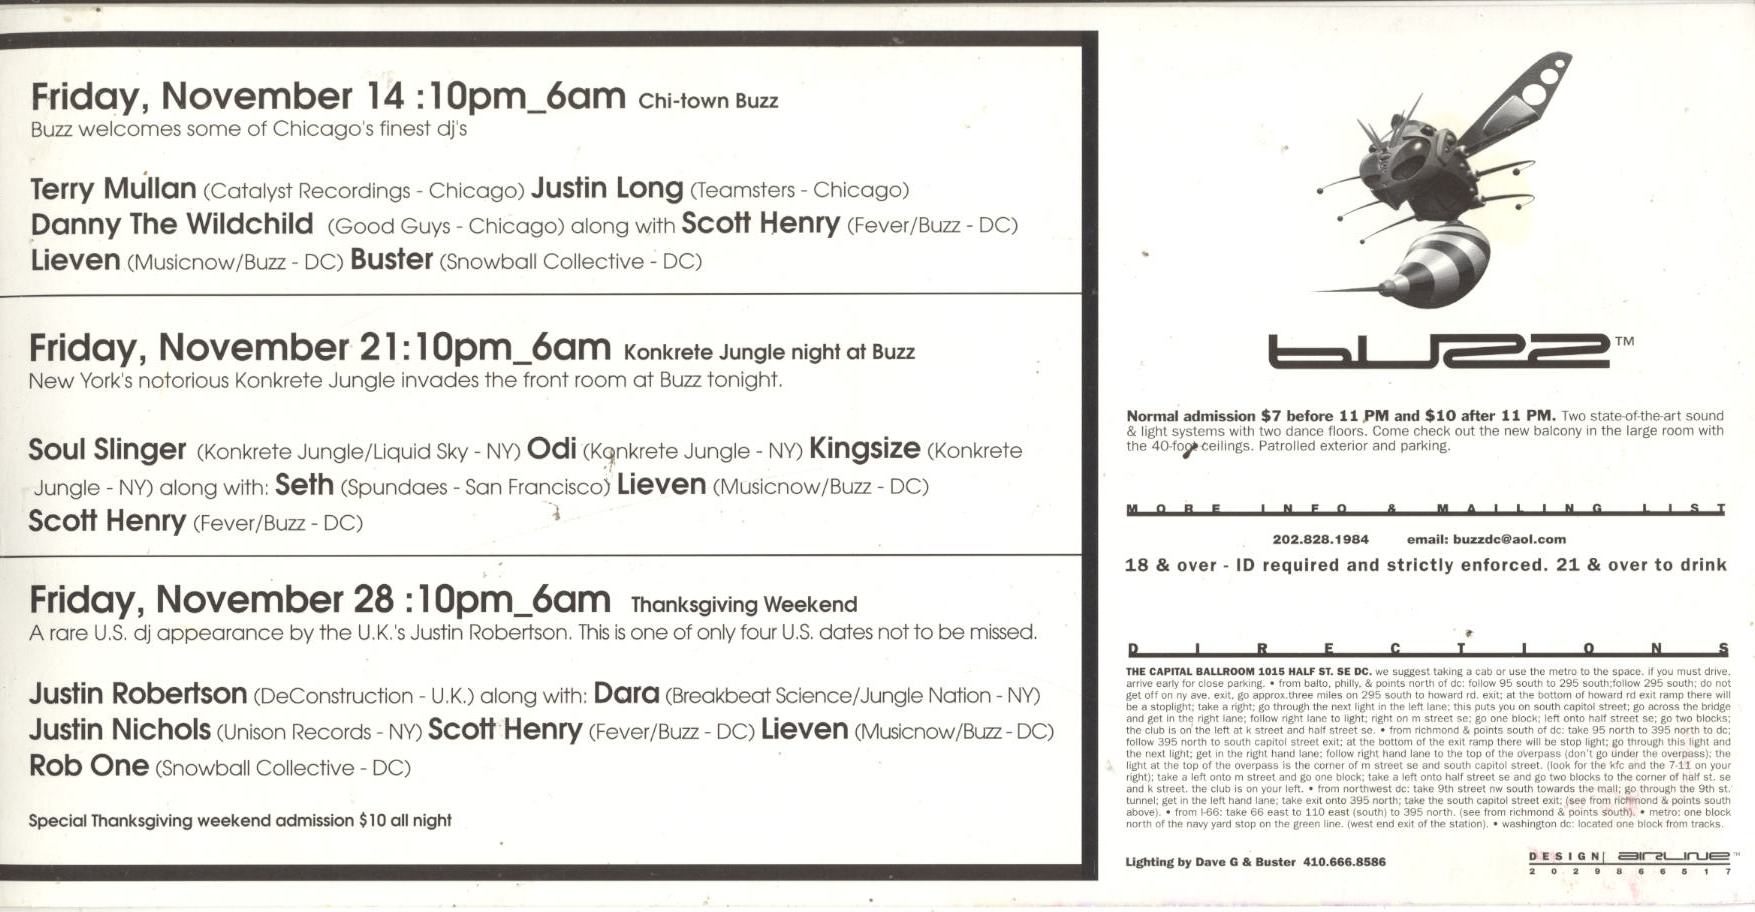 Friday, November 14 :10pm_6am Chi-town Buzz
Buzz welcomes some of Chicago's finest dj's
Terry Mullan (Catalyst Recordings - Chicago) Justin Long (Teamsters - Chicago)
Danny The Wildchild (Good Guys - Chicago) along with Scott Henry (Fever/Buzz - DC)
Lieven (Musicnow/Buzz - DC) Buster (Snowball Collective - DC)
Friday, November 21:10pm_6am Konkrete Jungle night at Buzz
New York's notorious Konkrete Jungle invades the front room at Buzz tonight.
Soul Slinger (Konkrete Jungle/Liquid Sky - NY) Odi (Konkrete Jungle - NY) Kingsize (Konkrete
Jungle - NY) along with: Seth (Spundaes - San Francisco) Lieven (Musicnow/Buzz - DC)
Scott Henry (Fever/Buzz - DC)
Friday, November 28 :10pm_6am Thanksgiving Weekend
A rare U.S. dj appearance by the U.K.'s Justin Robertson. This is one of only four U.S. dates not to be missed.
Justin Robertson (DeConstruction - U.K.) along with: Dara (Breakbeat Science/Jungle Nation - NY)
Justin Nichols (Unison Records - NY) Scott Henry (Fever/Buzz - DC) Lieven (Musicnow/Buzz - DC)
Rob One (Snowball Collective - DC)
Special Thanksgiving weekend admission $10 all night
buzz™
Normal admission $7 before 11 PM and $10 after 11 PM. Two state-of-the-art sound
& light systems with two dance floors. Come check out the new balcony in the large room with
the 40-foot ceilings. Patrolled exterior and parking.
MORE INFO & MAILING LIST
202.828.1984 email: buzzdc@aol.com
18 & over - ID required and strictly enforced. 21 & over to drink
DIRECTIONS
THE CAPITAL BALLROOM 1015 HALF ST. SE DC. we suggest taking a cab or use the metro to the space. if you must drive,
arrive early for close parking. • from balto, philly, & points north of dc: follow 95 south to 295 south;follow 295 south; do not
get off on ny ave. exit, go approx.three miles on 295 south to howard rd. exit; at the bottom of howard rd exit ramp there will
be a stoplight; take a right; go through the next light in the left lane; this puts you on south capitol street; go across the bridge
and get in the right lane; follow right lane to light; right on m street se; go one block; left onto half street se; go two blocks;
the club is on the left at k street and half street se. • from richmond & points south of dc: take 95 north to 395 north to dc;
follow 395 north to south capitol street exit; at the bottom of the exit ramp there will be stop light; go through this light and
the next light; get in the right hand lane; follow right hand lane to the top of the overpass (don't go under the overpass); the
light at the top of the overpass is the corner of m street se and south capitol street. (look for the kfc and the 7-11 on your
right); take a left onto m street and go one block; take a left onto half street se and go two blocks to the corner of half st. se
and k street. the club is on your left. • from northwest dc: take 9th street nw south towards the mall; go through the 9th st.
tunnel; get in the left hand lane; take exit onto 395 north; take the south capitol street exit; (see from richmond & points south
above). • from I-66: take 66 east to 110 east (south) to 395 north. (see from richmond & points south). • metro: one block
north of the navy yard stop on the green line. (west end exit of the station). • washington dc: located one block from tracks.
Lighting by Dave G & Buster 410.666.8586
DESIGN| AIRLINE™
2029866517